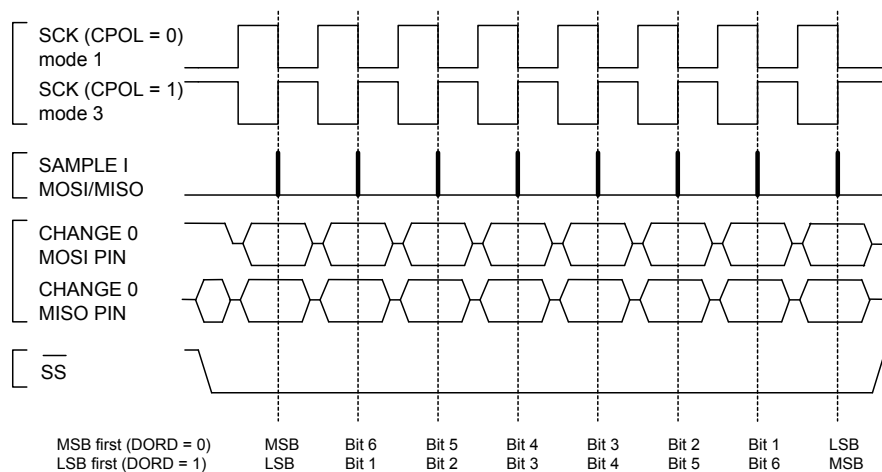 SCK (CPOL = 0)
mode 1
SCK (CPOL = 1)
mode 3
SAMPLE I
MOSI/MISO
CHANGE 0
MOSI PIN
CHANGE 0
MISO PIN
SS
MSB first (DORD = 0) MSB Bit 6 Bit 5 Bit 4 Bit 3 Bit 2 Bit 1 LSB
LSB first (DORD = 1) LSB Bit 1 Bit 2 Bit 3 Bit 4 Bit 5 Bit 6 MSB